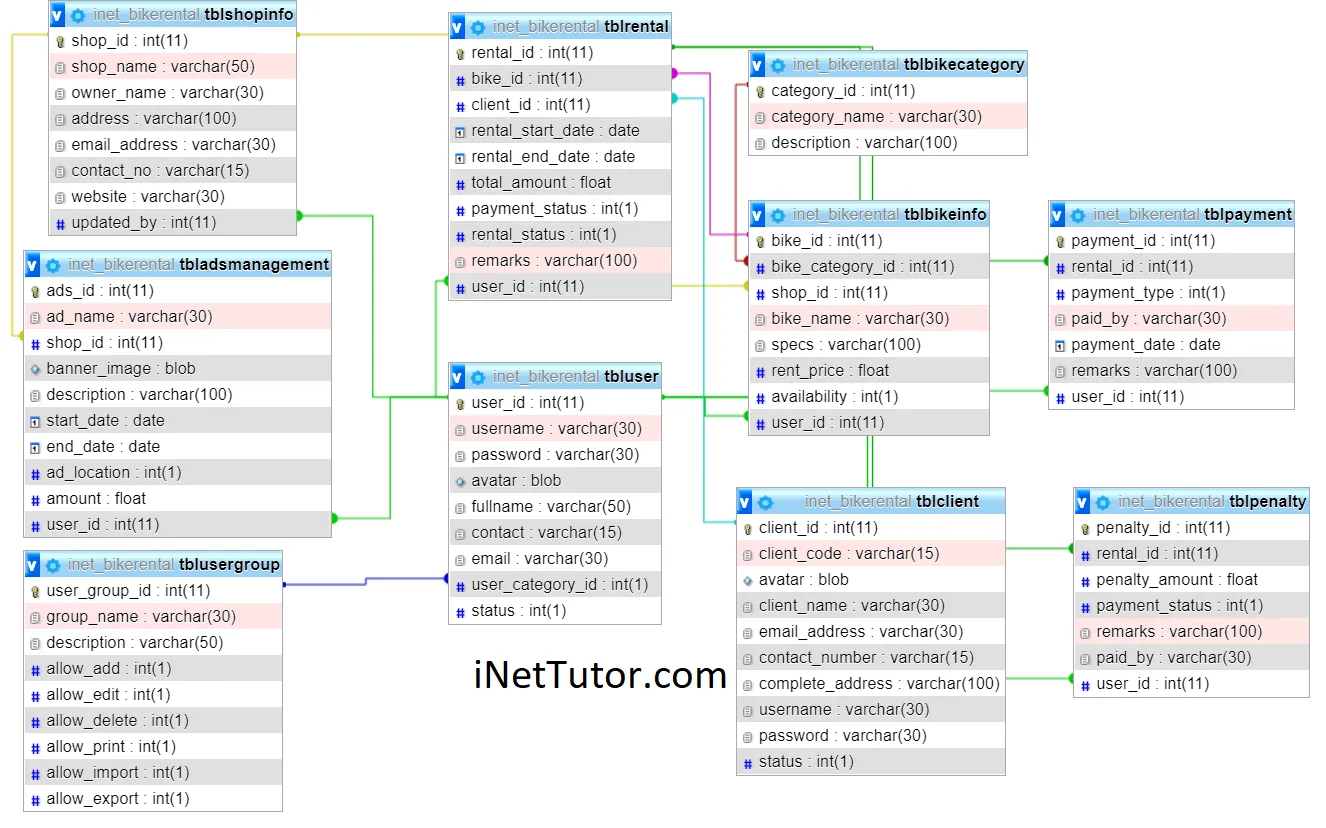 inet_bikerental tblshopinfo
shop_id : int(11)
shop_name : varchar(50)
owner_name : varchar(30)
address : varchar(100)
email_address : varchar(30)
contact_no : varchar(15)
website : varchar(30)
updated_by : int(11)
inet_bikerental tbladsmanagement
ads_id : int(11)
ad_name : varchar(30)
shop_id : int(11)
banner_image : blob
description : varchar(100)
start_date : date
end_date : date
ad_location : int(1)
amount : float
user_id : int(11)
inet_bikerental tblusergroup
user_group_id : int(11)
group_name : varchar(30)
description : varchar(50)
allow_add : int(1)
allow_edit : int(1)
allow_delete : int(1)
allow_print : int(1)
allow_import : int(1)
allow_export : int(1)
inet_bikerental tblrental
rental_id : int(11)
bike_id : int(11)
client_id : int(11)
rental_start_date : date
rental_end_date : date
total_amount : float
payment_status : int(1)
rental_status : int(1)
remarks : varchar(100)
user_id : int(11)
inet_bikerental tbluser
user_id : int(11)
username : varchar(30)
password : varchar(30)
avatar : blob
fullname : varchar(50)
contact : varchar(15)
email : varchar(30)
user_category_id : int(1)
status : int(1)
iNetTutor.com
inet_bikerental tblbikecategory
category_id : int(11)
category_name : varchar(30)
description : varchar(100)
inet_bikerental tblbikeinfo
bike_id : int(11)
bike_category_id : int(11)
shop_id : int(11)
bike_name : varchar(30)
specs : varchar(100)
rent_price : float
availability : int(1)
user_id : int(11)
inet_bikerental tblclient
client_id : int(11)
client_code : varchar(15)
avatar : blob
client_name : varchar(30)
email_address : varchar(30)
contact_number : varchar(15)
complete_address : varchar(100)
username : varchar(30)
password : varchar(30)
status : int(1)
inet_bikerental tblpayment
payment_id : int(11)
rental_id : int(11)
payment_type : int(1)
paid_by : varchar(30)
payment_date : date
remarks : varchar(100)
user_id : int(11)
inet_bikerental tblpenalty
penalty_id : int(11)
rental_id : int(11)
penalty_amount : float
payment_status : int(1)
remarks : varchar(100)
paid_by : varchar(30)
user_id : int(11)